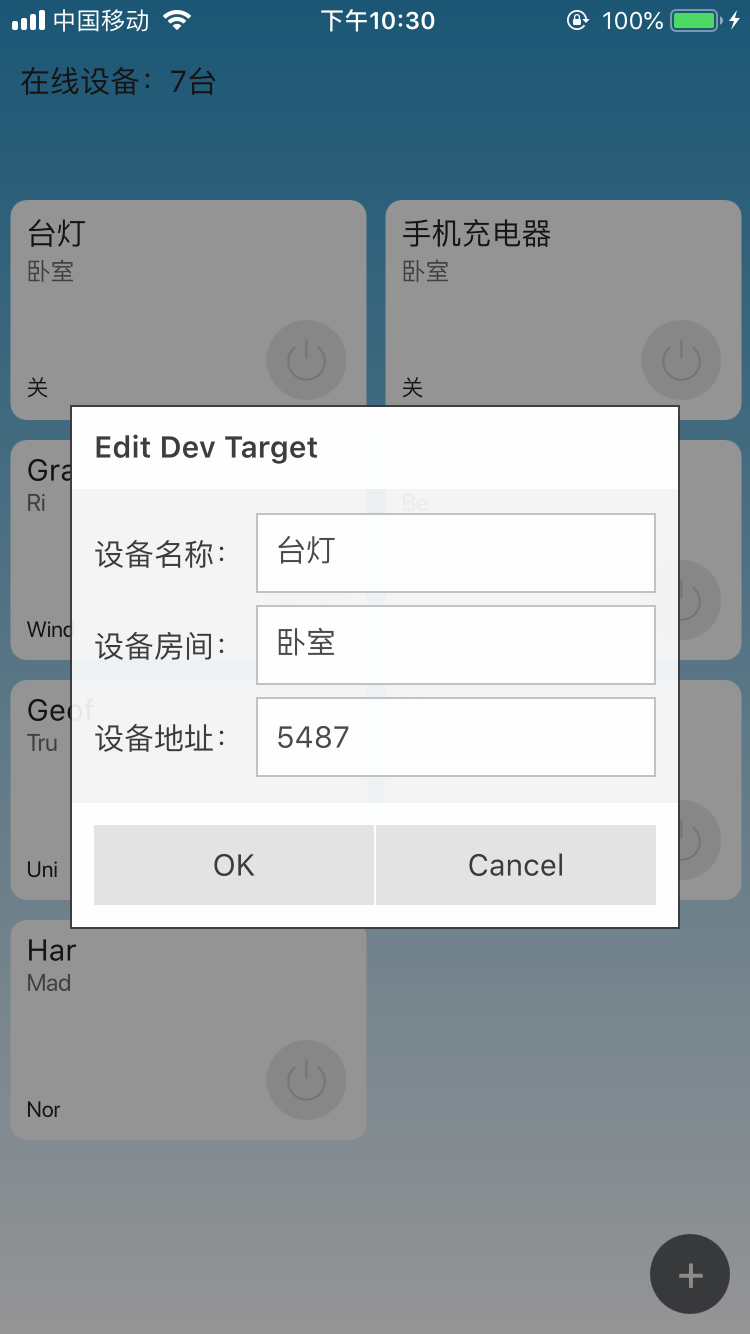 中国移动 下午10:30 100%
在线设备：7台
台灯
卧室
关
手机充电器
卧室
关
Gra
Ri
Wind
Be
Edit Dev Target
设备名称： 台灯
设备房间： 卧室
设备地址： 5487
OK Cancel
Geof
Tru
Uni
Har
Mad
Nor
+